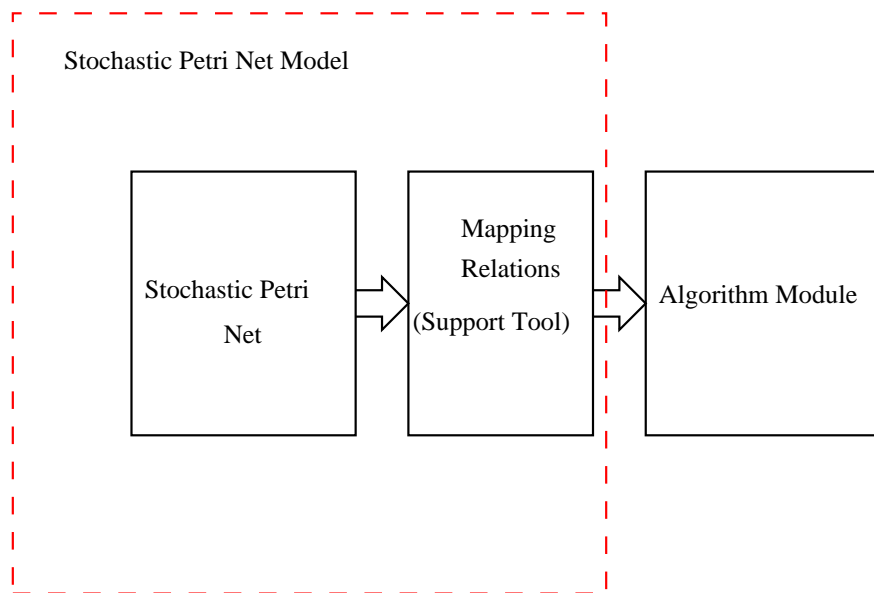 Stochastic Petri Net Model
Stochastic Petri
Net
Mapping
Relations
(Support Tool)
Algorithm Module